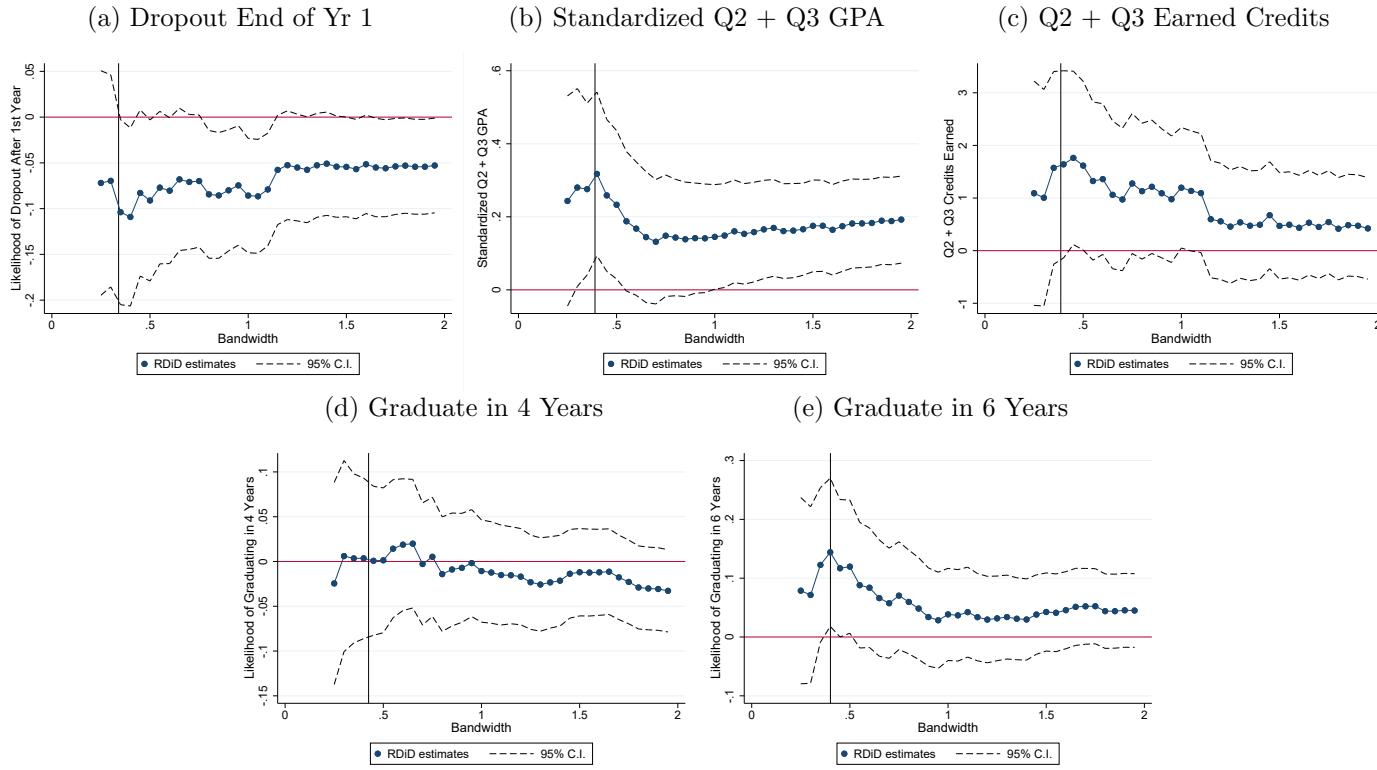 (a) Dropout End of Yr 1
(b) Standardized Q2 + Q3 GPA
(c) Q2 + Q3 Earned Credits
Likelihood of Dropout After 1st Year
.05
0
-.05
-.1
-.15
-.2
0
.5
1
1.5
2
Bandwidth
RDiD estimates
95% C.I.
Standardized Q2 + Q3 GPA
.6
.4
.2
0
0
.5
1
1.5
2
Bandwidth
RDiD estimates
95% C.I.
Q2 + Q3 Credits Earned
3
2
1
0
-1
0
.5
1
1.5
2
Bandwidth
RDiD estimates
95% C.I.
(d) Graduate in 4 Years
(e) Graduate in 6 Years
Likelihood of Graduating in 4 Years
.1
.05
0
-.05
-.1
-.15
0
.5
1
1.5
2
Bandwidth
RDiD estimates
95% C.I.
Likelihood of Graduating in 6 Years
.3
.2
.1
0
-.1
0
.5
1
1.5
2
Bandwidth
RDiD estimates
95% C.I.